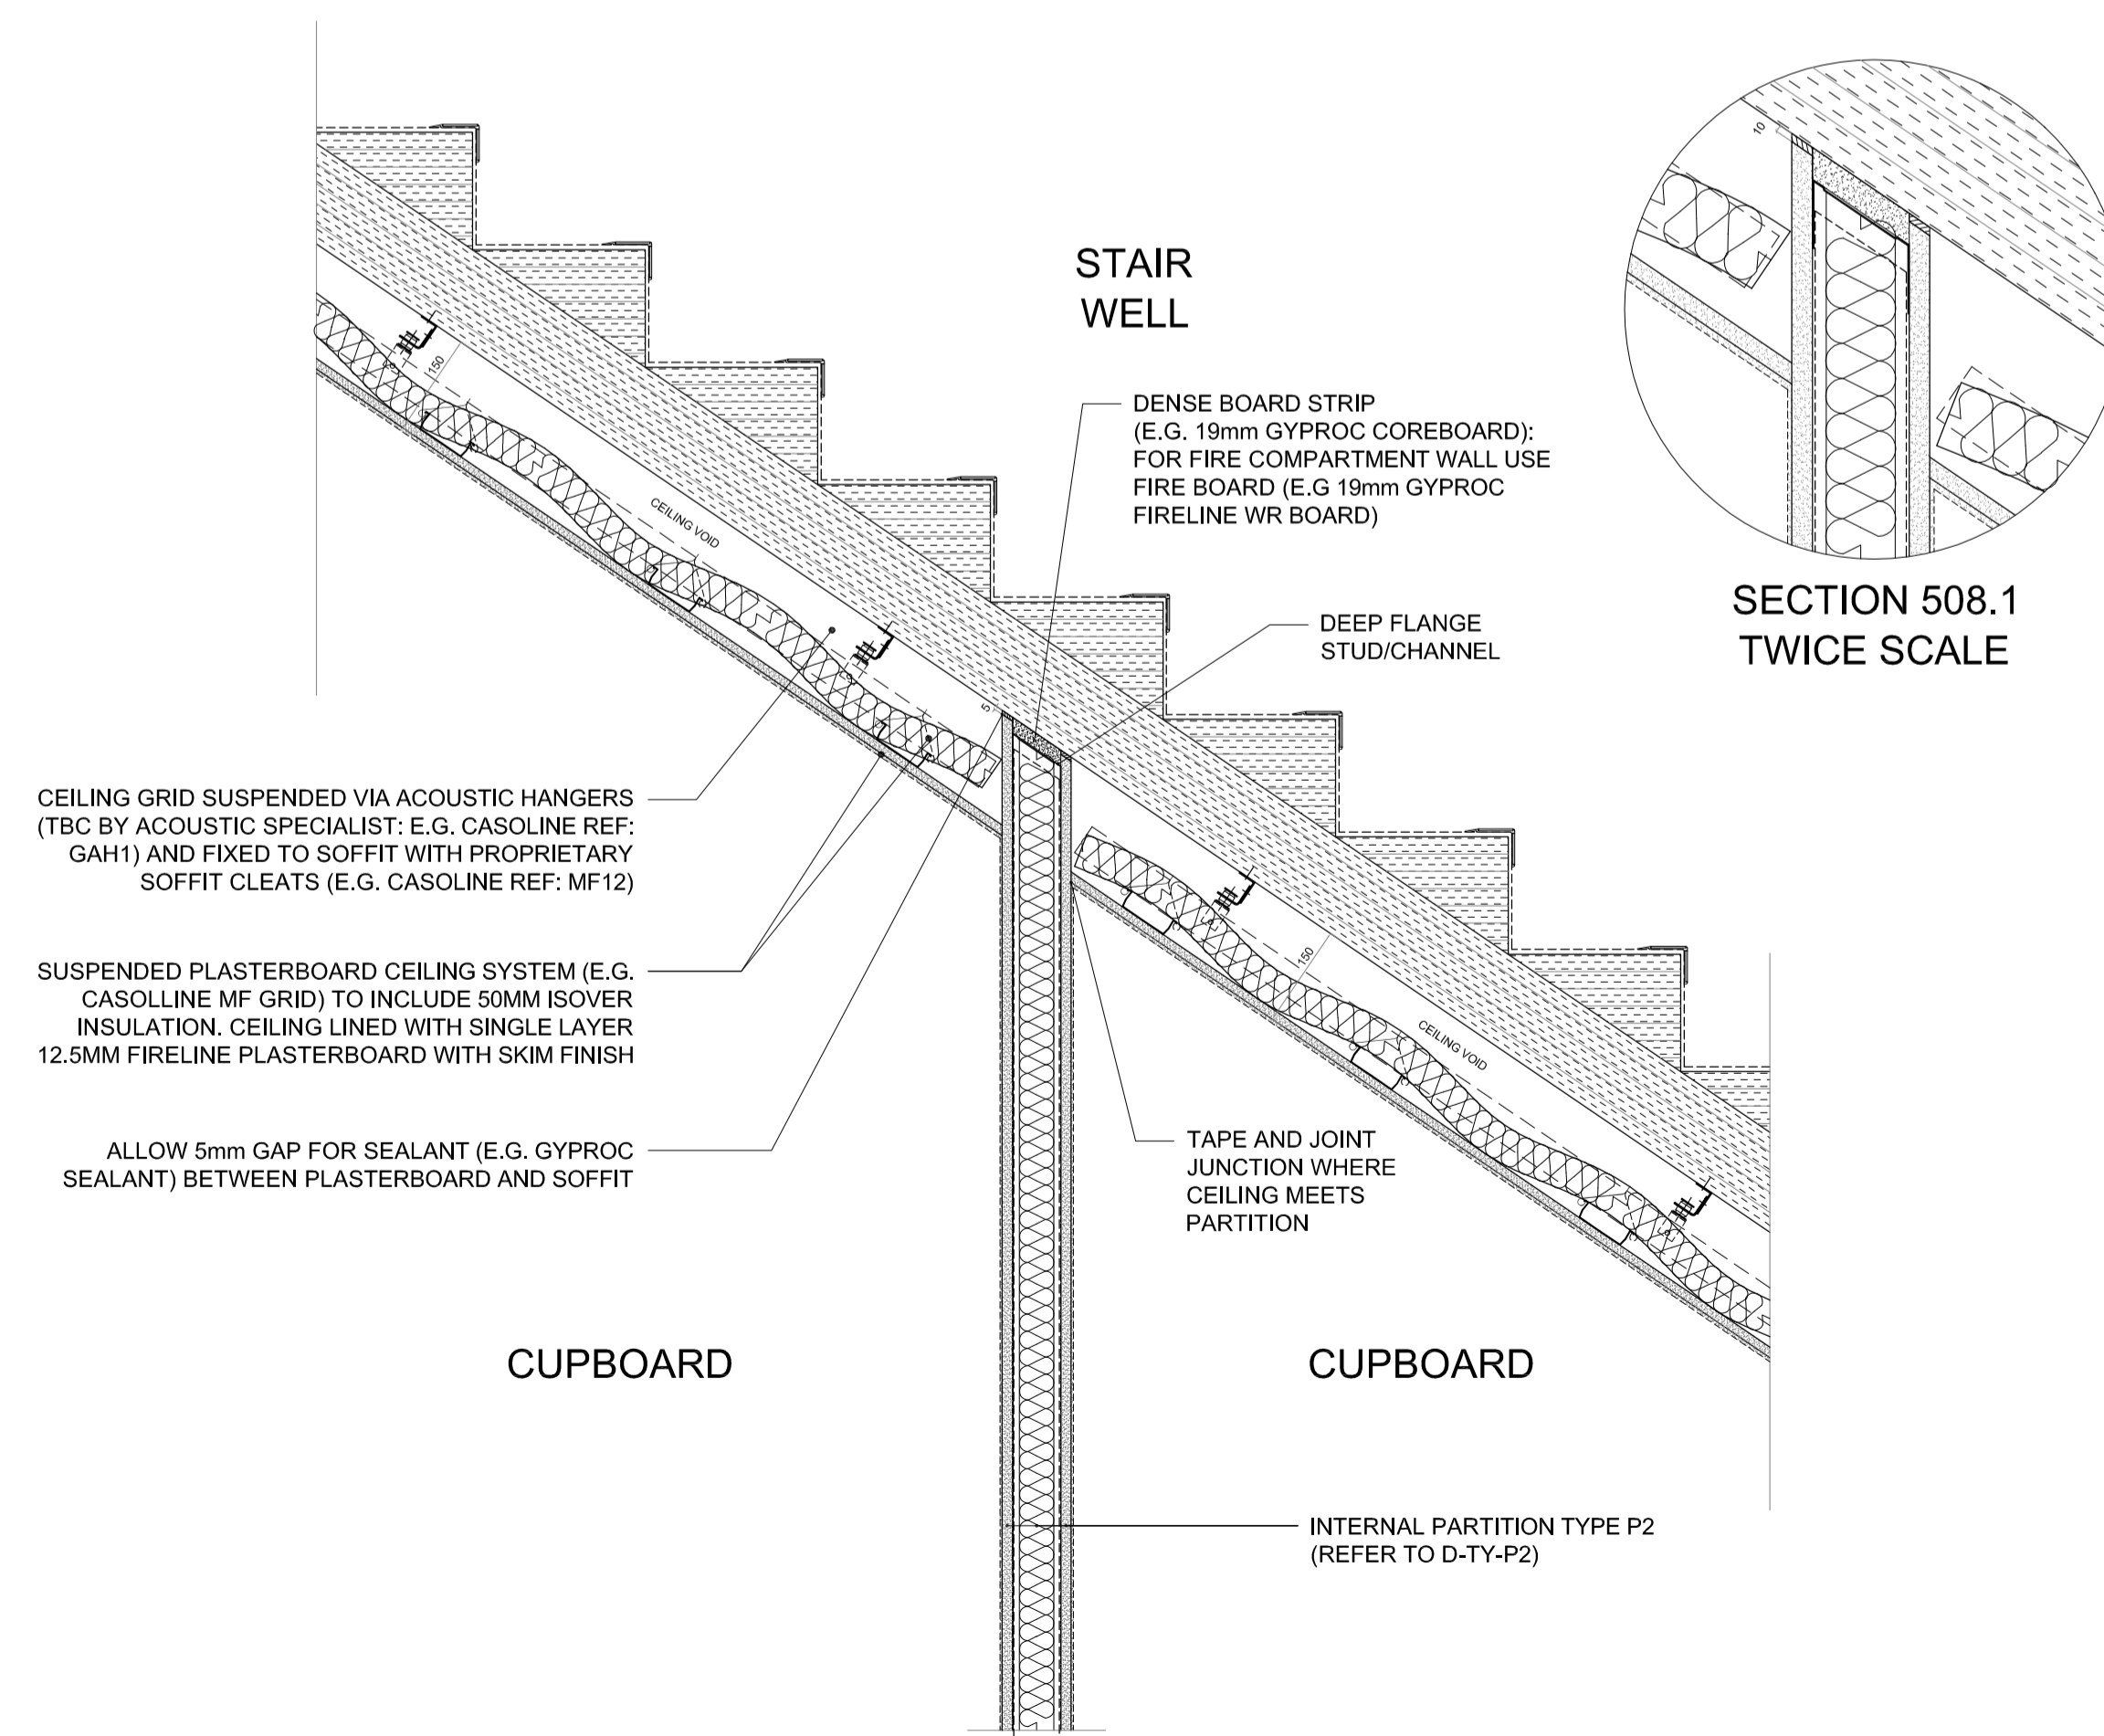 STAIR
WELL
10
SECTION 508.1
TWICE SCALE
DENSE BOARD STRIP
(E.G. 19mm GYPROC COREBOARD):
FOR FIRE COMPARTMENT WALL USE
FIRE BOARD (E.G 19mm GYPROC
FIRELINE WR BOARD)
DEEP FLANGE
STUD/CHANNEL
150
CEILING VOID
5
CEILING GRID SUSPENDED VIA ACOUSTIC HANGERS
(TBC BY ACOUSTIC SPECIALIST: E.G. CASOLINE REF:
GAH1) AND FIXED TO SOFFIT WITH PROPRIETARY
SOFFIT CLEATS (E.G. CASOLINE REF: MF12)
SUSPENDED PLASTERBOARD CEILING SYSTEM (E.G.
CASOLLINE MF GRID) TO INCLUDE 50MM ISOVER
INSULATION. CEILING LINED WITH SINGLE LAYER
12.5MM FIRELINE PLASTERBOARD WITH SKIM FINISH
ALLOW 5mm GAP FOR SEALANT (E.G. GYPROC
SEALANT) BETWEEN PLASTERBOARD AND SOFFIT
150
CEILING VOID
TAPE AND JOINT
JUNCTION WHERE
CEILING MEETS
PARTITION
CUPBOARD
CUPBOARD
INTERNAL PARTITION TYPE P2
(REFER TO D-TY-P2)